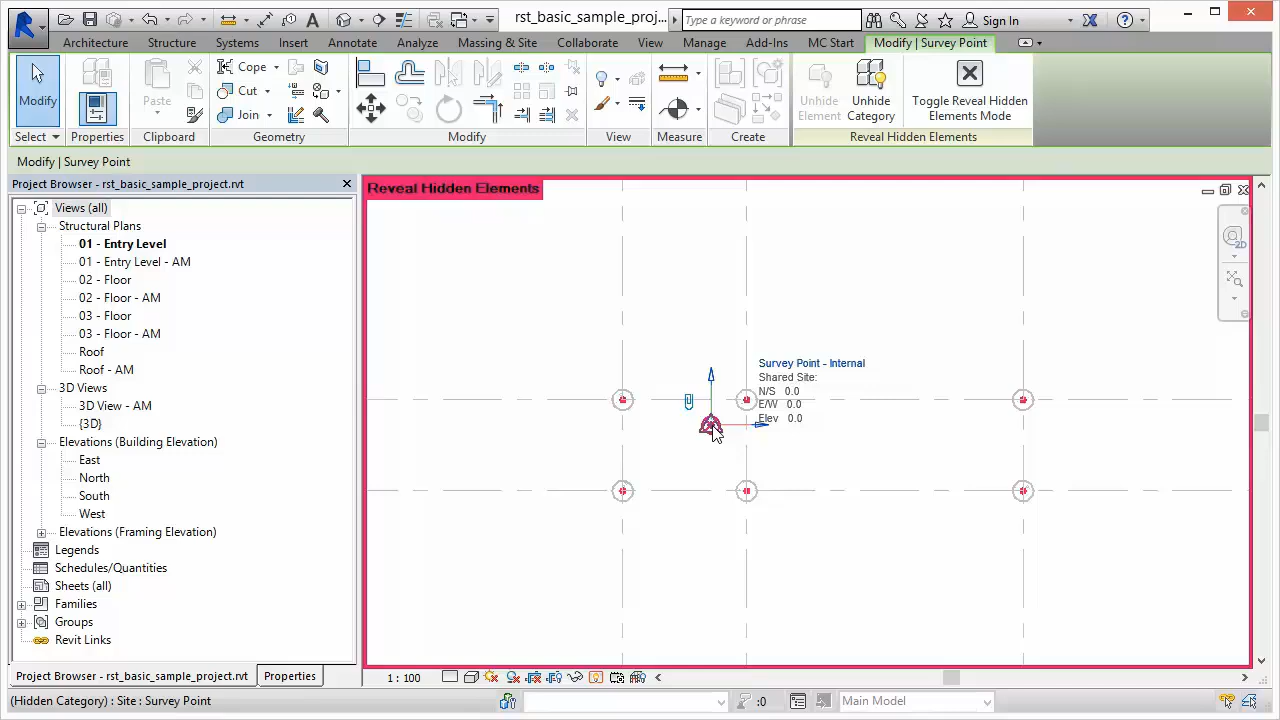 rst_basic_sample_proj...
Type a keyword or phrase
Sign In
Architecture
Structure
Systems
Insert
Annotate
Analyze
Massing & Site
Collaborate
View
Manage
Add-Ins
MC Start
Modify | Survey Point
Modify
Properties
Paste
Cope
Cut
Join
Unhide
Element
Unhide
Category
Toggle Reveal Hidden
Elements Mode
Select
Properties
Clipboard
Geometry
Modify
View
Measure
Create
Reveal Hidden Elements
Modify | Survey Point
Project Browser - rst_basic_sample_project.rvt
Views (all)
Structural Plans
01 - Entry Level
01 - Entry Level - AM
02 - Floor
02 - Floor - AM
03 - Floor
03 - Floor - AM
Roof
Roof - AM
3D Views
3D View - AM
{3D}
Elevations (Building Elevation)
East
North
South
West
Elevations (Framing Elevation)
Legends
Schedules/Quantities
Sheets (all)
Families
Groups
Revit Links
Project Browser - rst_basic_sample_project.rvt
Properties
Reveal Hidden Elements
2D
Survey Point - Internal
Shared Site:
N/S 0.0
E/W 0.0
Elev 0.0
1 : 100
(Hidden Category) : Site : Survey Point
:0
Main Model